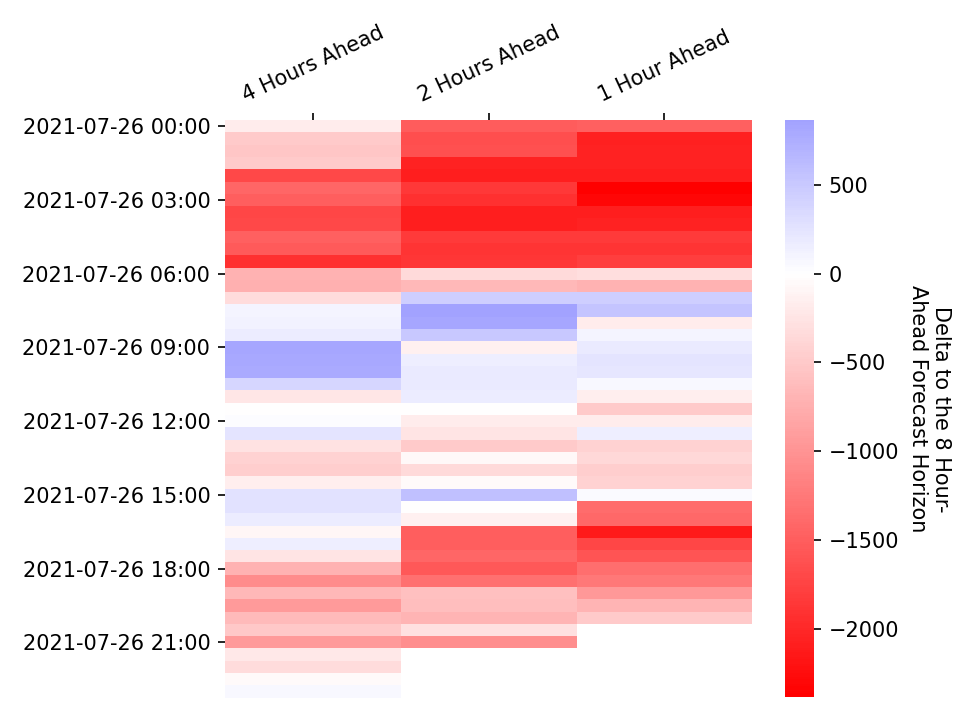 4 Hours Ahead
2 Hours Ahead
1 Hour Ahead
2021-07-26 00:00
2021-07-26 03:00
2021-07-26 06:00
2021-07-26 09:00
2021-07-26 12:00
2021-07-26 15:00
2021-07-26 18:00
2021-07-26 21:00
500
0
−500
−1000
−1500
−2000
Delta to the 8 Hour-
Ahead Forecast Horizon